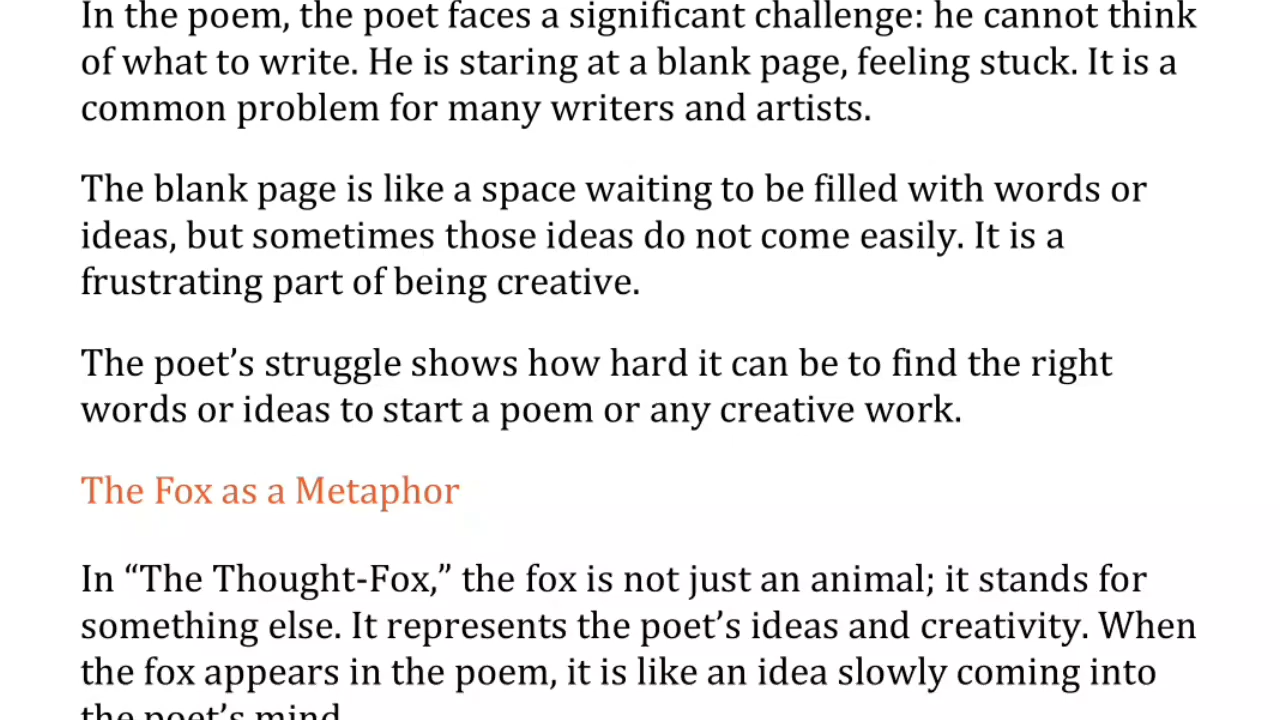 In the poem, the poet faces a significant challenge: he cannot think
of what to write. He is staring at a blank page, feeling stuck. It is a
common problem for many writers and artists.
The blank page is like a space waiting to be filled with words or
ideas, but sometimes those ideas do not come easily. It is a
frustrating part of being creative.
The poet’s struggle shows how hard it can be to find the right
words or ideas to start a poem or any creative work.
The Fox as a Metaphor
In “The Thought-Fox,” the fox is not just an animal; it stands for
something else. It represents the poet’s ideas and creativity. When
the fox appears in the poem, it is like an idea slowly coming into
the poet’s mind.